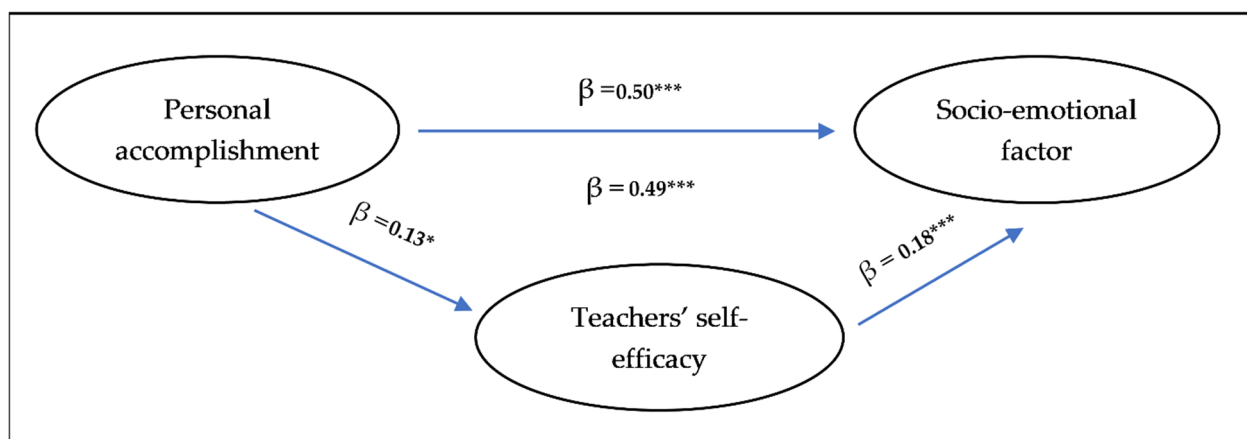 Personal
accomplishment
β =0.50***
Socio-emotional
factor
β = 0.49***
β =0.13*
β = 0.18***
Teachers’ self-
efficacy